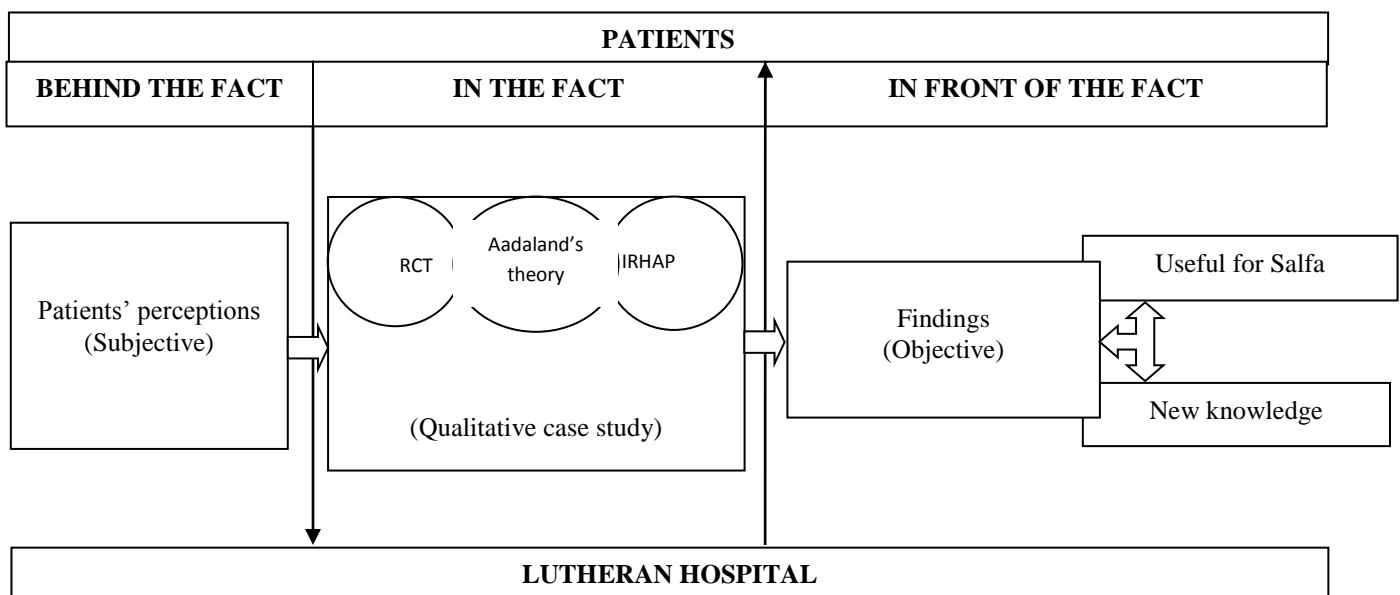 PATIENTS
BEHIND THE FACT
IN THE FACT
IN FRONT OF THE FACT
Patients' perceptions
(Subjective)
RCT
Aadaland's
theory
IRHAP
(Qualitative case study)
Findings
(Objective)
Useful for Salfa
New knowledge
LUTHERAN HOSPITAL